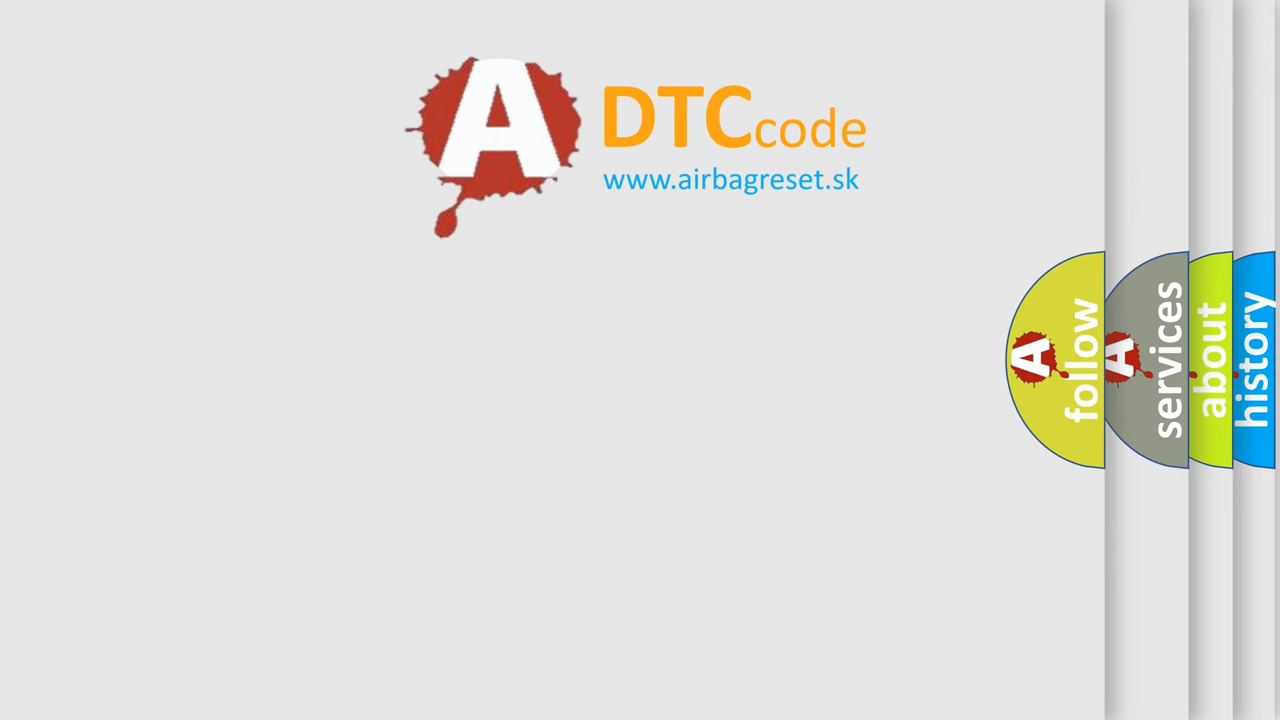 A
DTCcode
www.airbagreset.sk
A
follow
A
services
about
history